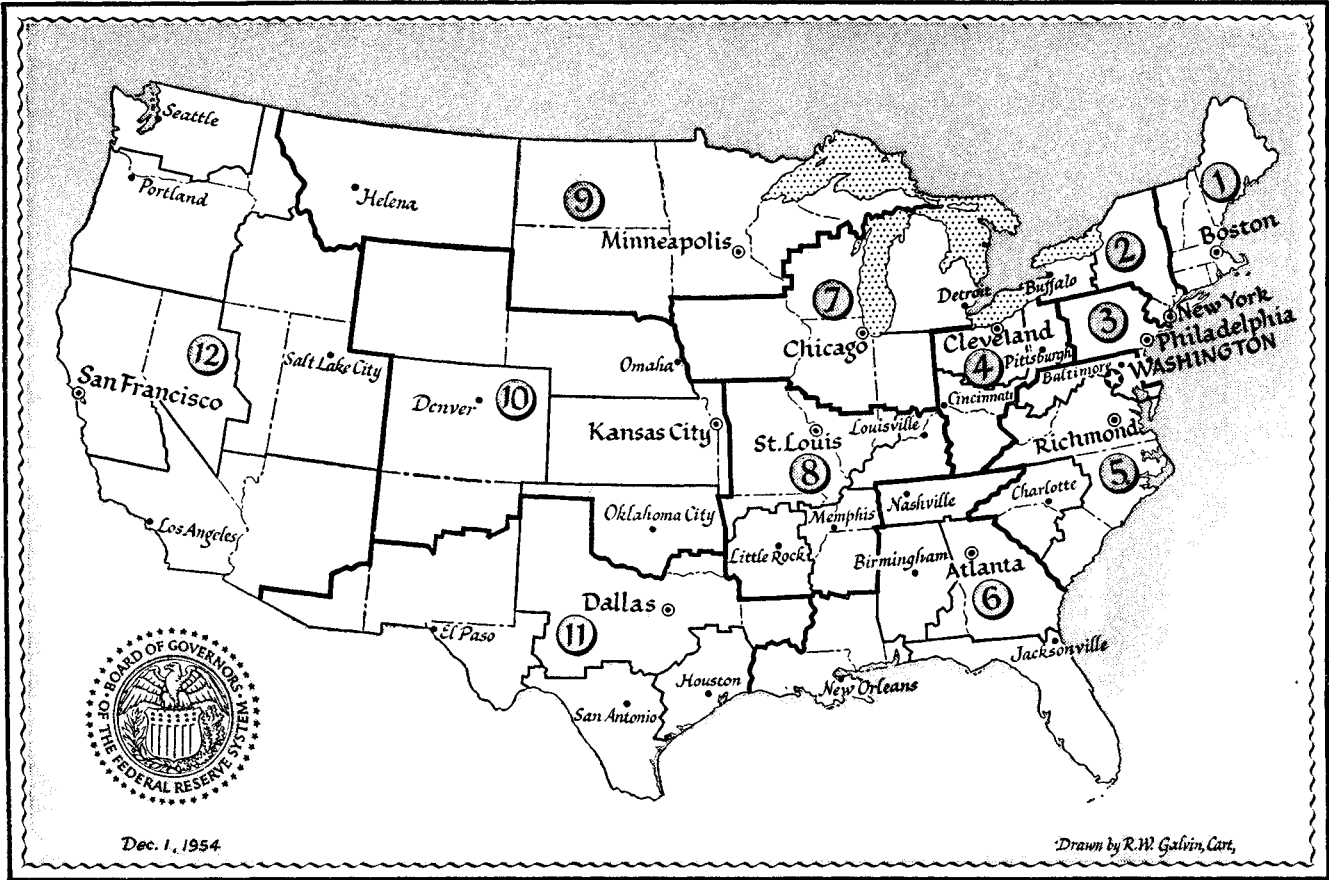 Seattle
Portland
Helena
9
Minneapolis
1
Boston
2
Buffalo
Detroit
7
Chicago
New York
3
Philadelphia
WASHINGTON
Cleveland
4
Pittsburgh
Baltimore
Cincinnati
12
San Francisco
Salt Lake City
Omaha
Denver
10
Kansas City
St. Louis
8
Louisville
Richmond
5
Charlotte
Nashville
Memphis
Los Angeles
Oklahoma City
Little Rock
Birmingham
Atlanta
6
Dallas
11
El Paso
Houston
San Antonio
New Orleans
Jacksonville
BOARD OF GOVERNORS
OF THE FEDERAL RESERVE SYSTEM
Dec. 1, 1954
Drawn by R.W. Galvin, Cart,